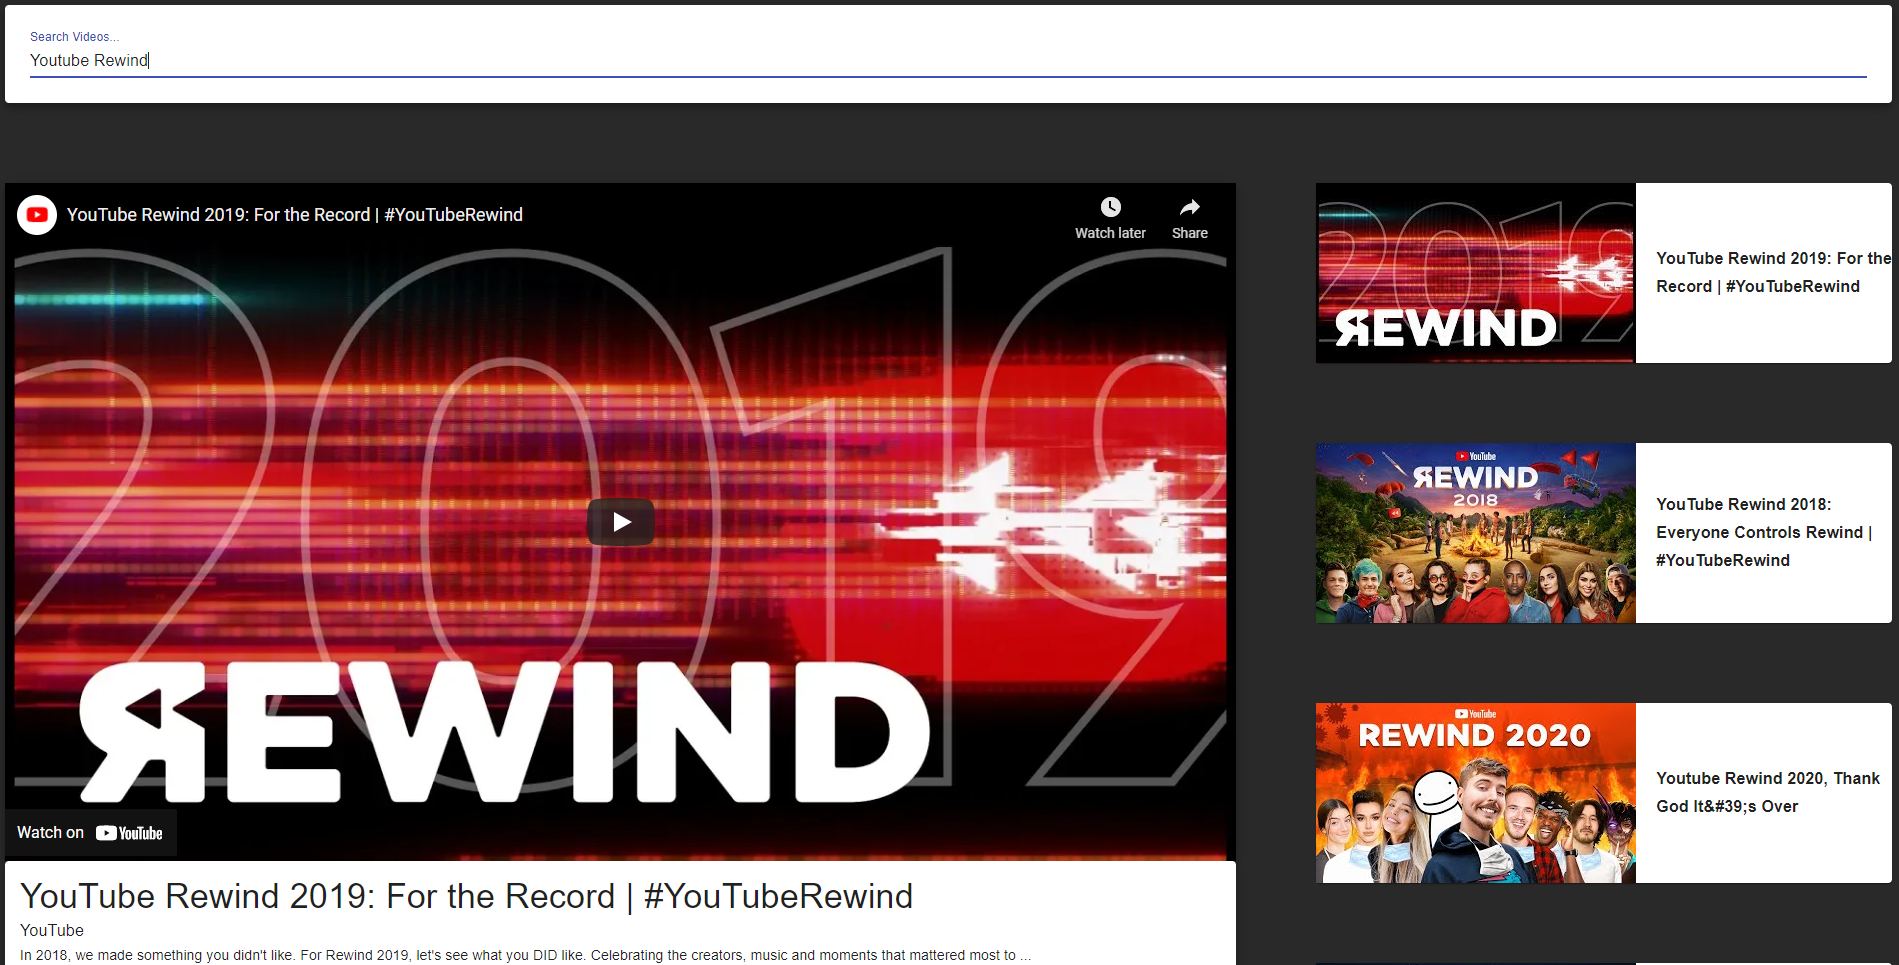 Search Videos...
Youtube Rewind
YouTube Rewind 2019: For the Record | #YouTubeRewind
Watch later
Share
2019
REWIND
Watch on YouTube
YouTube Rewind 2019: For the Record | #YouTubeRewind
YouTube
In 2018, we made something you didn't like. For Rewind 2019, let's see what you DID like. Celebrating the creators, music and moments that mattered most to ...
2019
REWIND
YouTube Rewind 2019: For the
Record | #YouTubeRewind
YouTube
REWIND
2018
YouTube Rewind 2018:
Everyone Controls Rewind |
#YouTubeRewind
YouTube
REWIND 2020
Youtube Rewind 2020, Thank
God It&#39;s Over